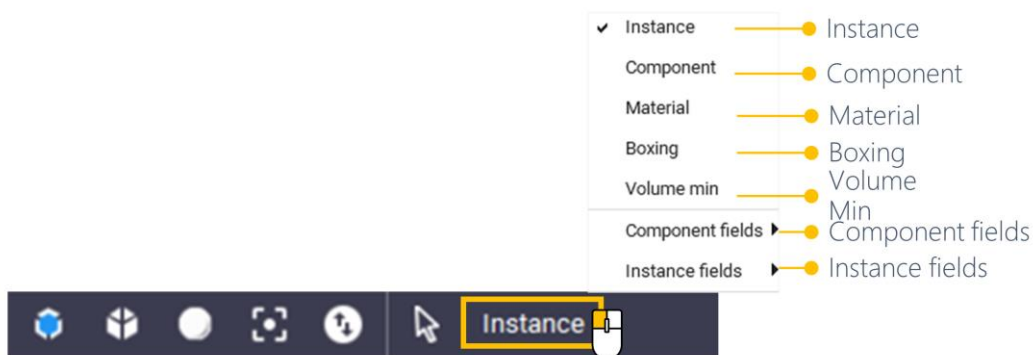 Instance Instance
Component Component
Material Material
Boxing Boxing
Volume min Volume
Min
Component fields Component fields
Instance fields Instance fields
Instance